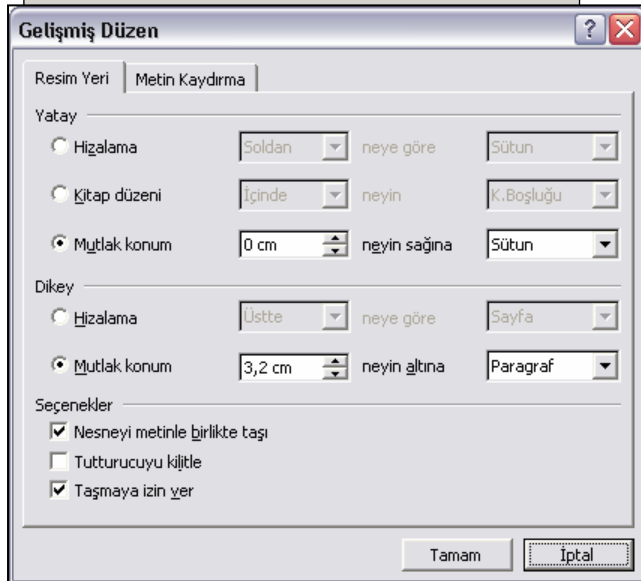 Gelişmiş Düzen
Resim Yeri Metin Kaydırma
Yatay
Hizalama Soldan neye göre Sütun
Kitap düzeni İçinde neyin K.Boşluğu
Mutlak konum 0 cm neyin sağına Sütun
Dikey
Hizalama Üstte neye göre Sayfa
Mutlak konum 3,2 cm neyin altına Paragraf
Seçenekler
Nesneyi metinle birlikte taşı
Tutturucuyu kilitle
Taşmaya izin ver
Tamam İptal